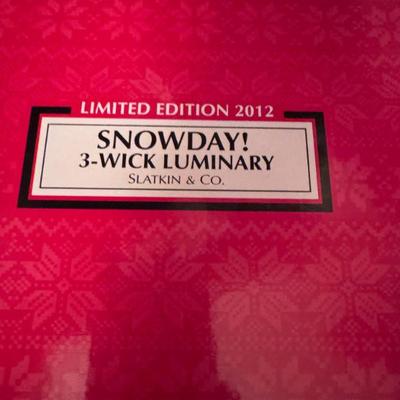 LIMITED EDITION 2012
SNOWDAY!
3-WICK LUMINARY
SLATKIN & CO.